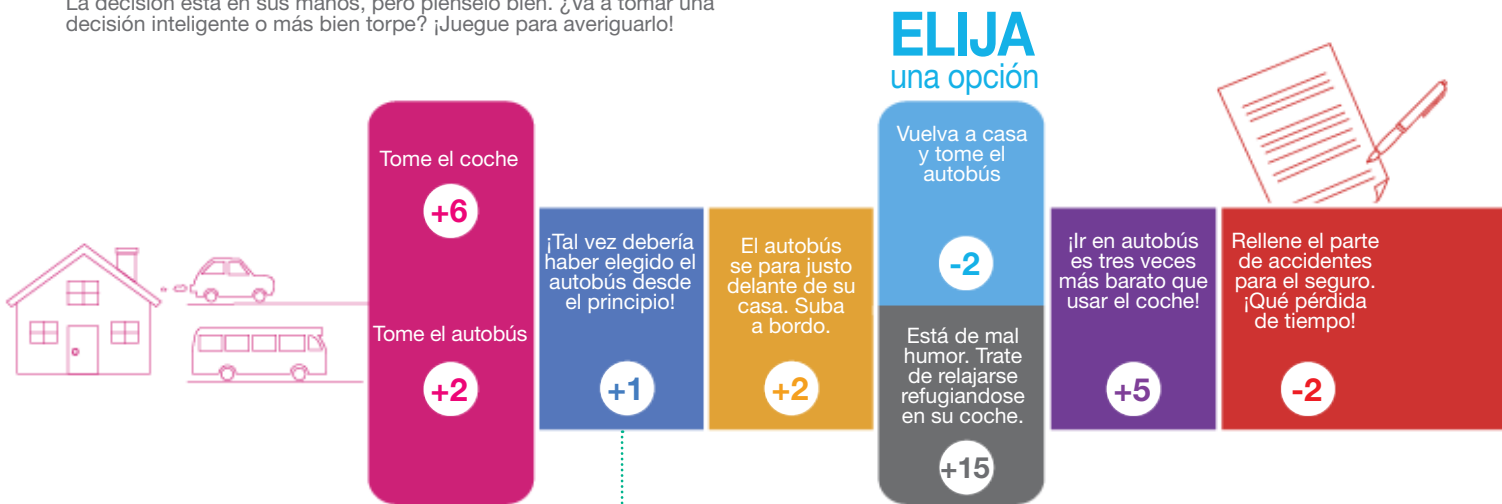 La decisión está en sus manos, pero piénselo bien. ¿Va a tomar una
decisión inteligente o más bien torpe? ¡Juegue para averiguarlo!
ELIJA
una opción
Tome el coche
+6
Tome el autobús
+2
¡Tal vez debería
haber elegido el
autobús desde
el principio!
+1
El autobús
se para justo
delante de su
casa. Suba
a bordo.
+2
Vuelva a casa
y tome el
autobús
-2
Está de mal
humor. Trate
de relajarse
refugiandose
en su coche.
+15
¡Ir en autobús
es tres veces
más barato que
usar el coche!
+5
Rellene el parte
de accidentes
para el seguro.
¡Qué pérdida
de tiempo!
-2